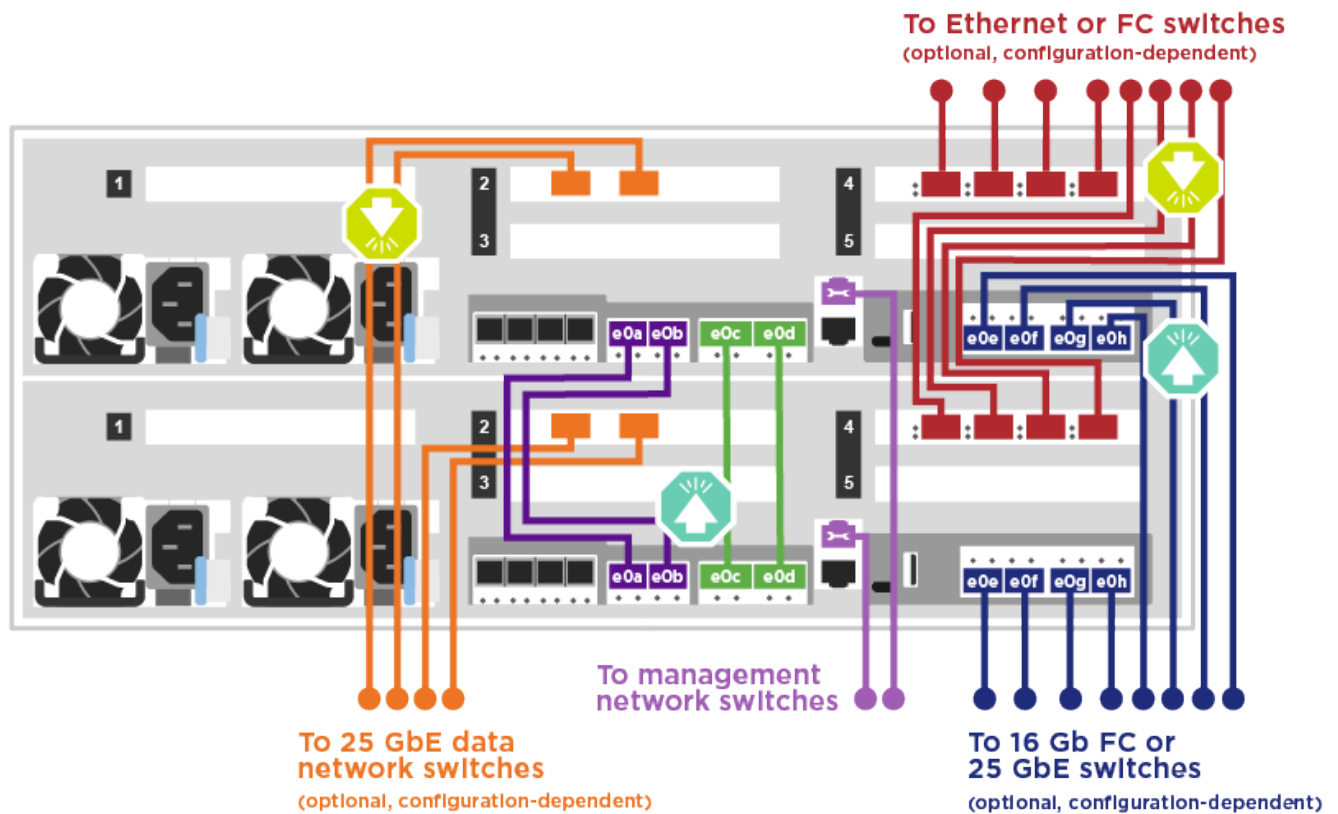 To Ethernet or FC switches
(optional, configuration-dependent)
1
2
4
3
5
e0a e0b e0c e0d
e0e e0f e0g e0h
1
2
4
3
5
e0a e0b e0c e0d
e0e e0f e0g e0h
To management
network switches
To 25 GbE data
network switches
(optional, configuration-dependent)
To 16 Gb FC or
25 GbE switches
(optional, configuration-dependent)